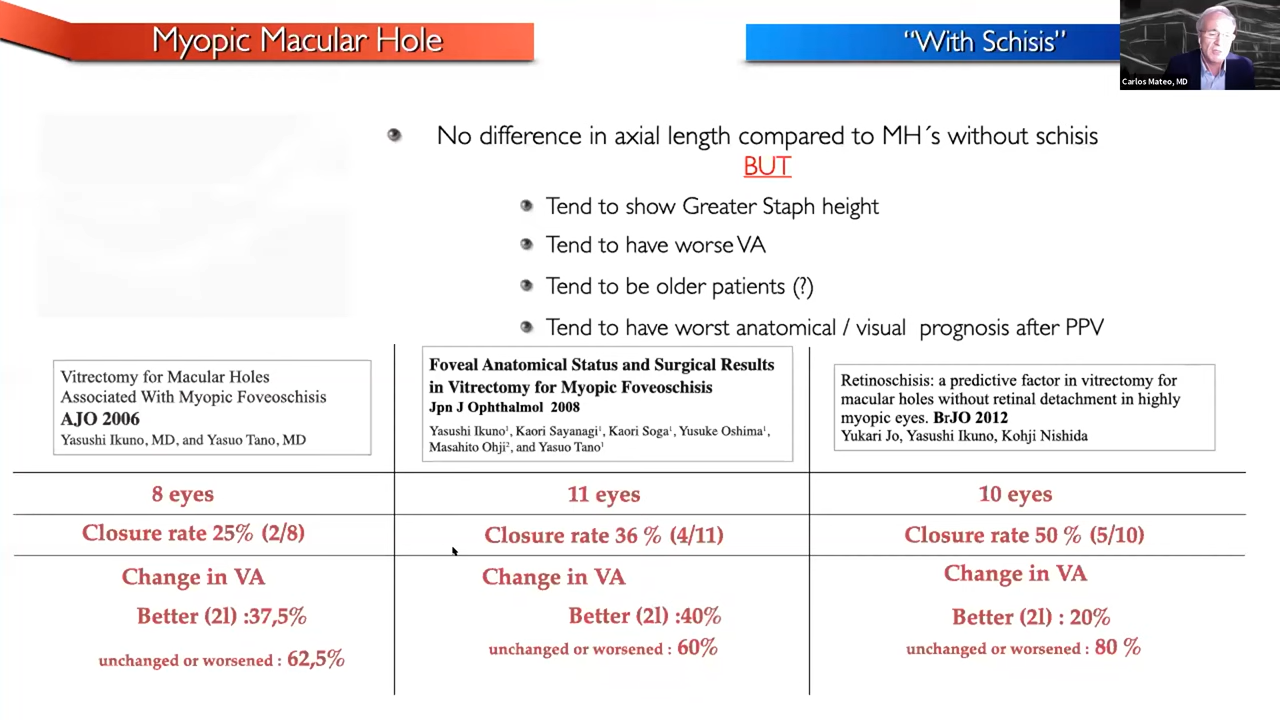 Myopic Macular Hole
"With Schisis"
Carlos Mateo, MD
No difference in axial length compared to MH´s without schisis
BUT
Tend to show Greater Staph height
Tend to have worse VA
Tend to be older patients (?)
Tend to have worst anatomical / visual prognosis after PPV
Vitrectomy for Macular Holes
Associated With Myopic Foveoschisis
AJO 2006
Yasushi Ikuno, MD, and Yasuo Tano, MD
Foveal Anatomical Status and Surgical Results
in Vitrectomy for Myopic Foveoschisis
Jpn J Ophthalmol 2008
Yasushi Ikuno¹, Kaori Sayanagi¹, Kaori Soga¹, Yusuke Oshima¹,
Masahito Ohji², and Yasuo Tano¹
Retinoschisis: a predictive factor in vitrectomy for
macular holes without retinal detachment in highly
myopic eyes. BrJO 2012
Yukari Jo, Yasushi Ikuno, Kohji Nishida
8 eyes
11 eyes
10 eyes
Closure rate 25% (2/8)
Closure rate 36 % (4/11)
Closure rate 50 % (5/10)
Change in VA
Better (2l) :37,5%
unchanged or worsened : 62,5%
Change in VA
Better (2l) :40%
unchanged or worsened : 60%
Change in VA
Better (2l) : 20%
unchanged or worsened : 80 %